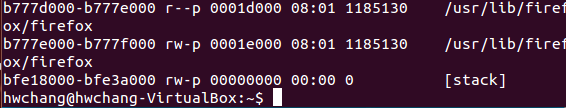 b777d000-b777e000 r--p 0001d000 08:01 1185130    /usr/lib/firef
ox/firefox
b777e000-b777f000 rw-p 0001e000 08:01 1185130    /usr/lib/firef
ox/firefox
bfe18000-bfe3a000 rw-p 00000000 00:00 0          [stack]
hwchang@hwchang-VirtualBox:~$